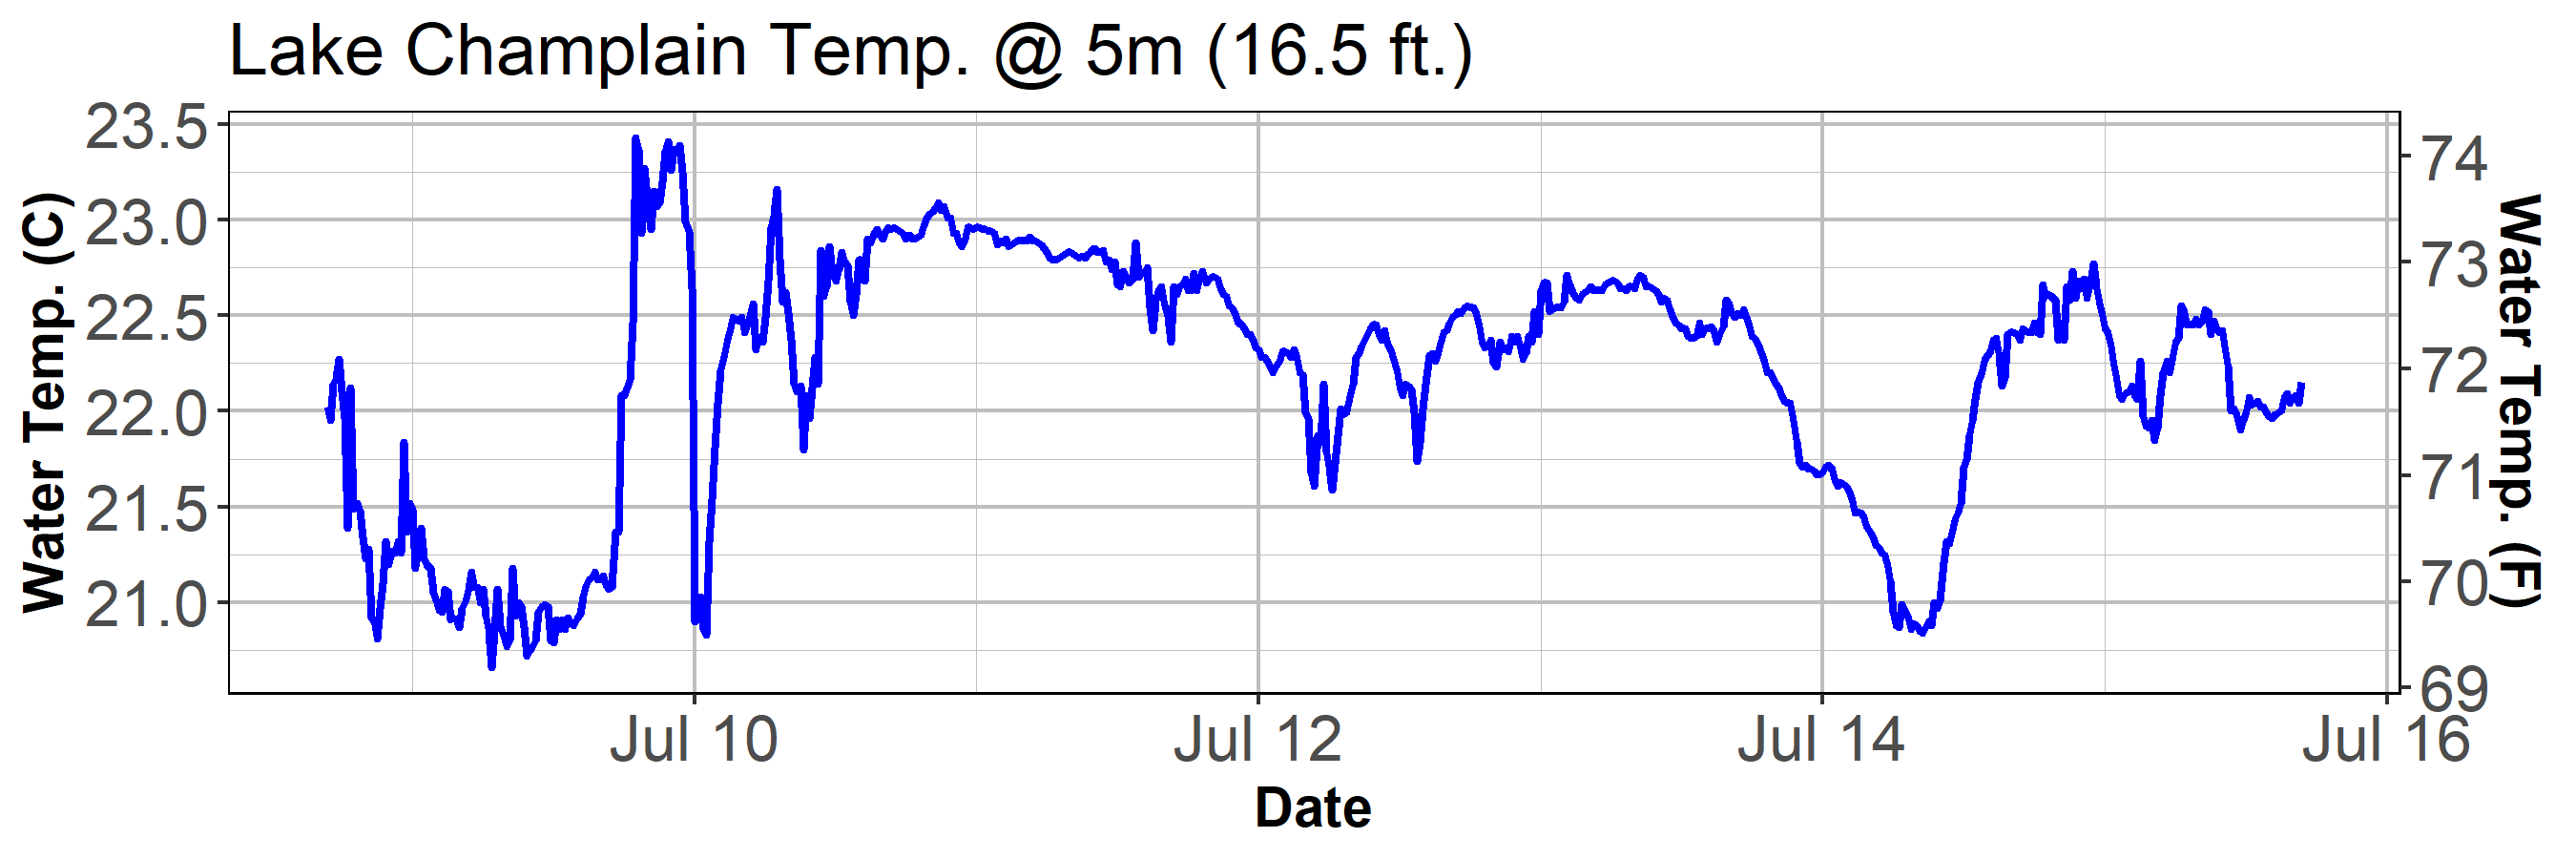 Lake Champlain Temp. @ 5m (16.5 ft.)
Water Temp. (C)
23.5
23.0
22.5
22.0
21.5
21.0
74
73
72
71
70
69
Water Temp. (F)
Jul 10 Jul 12 Jul 14 Jul 16
Date